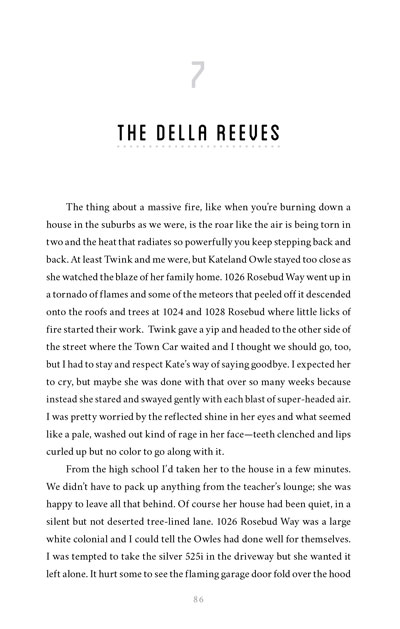 7
THE DELLA REEVES
The thing about a massive fire, like when you're burning down a
house in the suburbs as we were, is the roar like the air is being torn in
two and the heat that radiates so powerfully you keep stepping back and
back. At least Twink and me were, but Kateland Owle stayed too close as
she watched the blaze of her family home. 1026 Rosebud Way went up in
a tornado of flames and some of the meteors that peeled off it descended
onto the roofs and trees at 1024 and 1028 Rosebud where little licks of
fire started their work.  Twink gave a yip and headed to the other side of
the street where the Town Car waited and I thought we should go, too,
but I had to stay and respect Kate's way of saying goodbye. I expected her
to cry, but maybe she was done with that over so many weeks because
instead she stared and swayed gently with each blast of super-headed air.
I was pretty worried by the reflected shine in her eyes and what seemed
like a pale, washed out kind of rage in her face—teeth clenched and lips
curled up but no color to go along with it.
From the high school I'd taken her to the house in a few minutes.
We didn't have to pack up anything from the teacher's lounge; she was
happy to leave all that behind. Of course her house had been quiet, in a
silent but not deserted tree-lined lane. 1026 Rosebud Way was a large
white colonial and I could tell the Owles had done well for themselves.
I was tempted to take the silver 525i in the driveway but she wanted it
left alone. It hurt some to see the flaming garage door fold over the hood
86